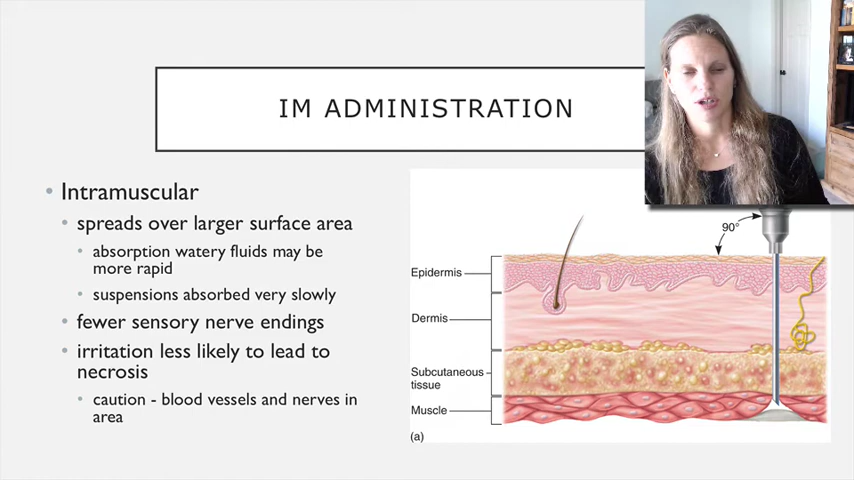 IM ADMINISTRATION
• Intramuscular
• spreads over larger surface area
• absorption watery fluids may be
more rapid
• suspensions absorbed very slowly
• fewer sensory nerve endings
• irritation less likely to lead to
necrosis
• caution - blood vessels and nerves in
area
90°
Epidermis
Dermis
Subcutaneous
tissue
Muscle
(a)